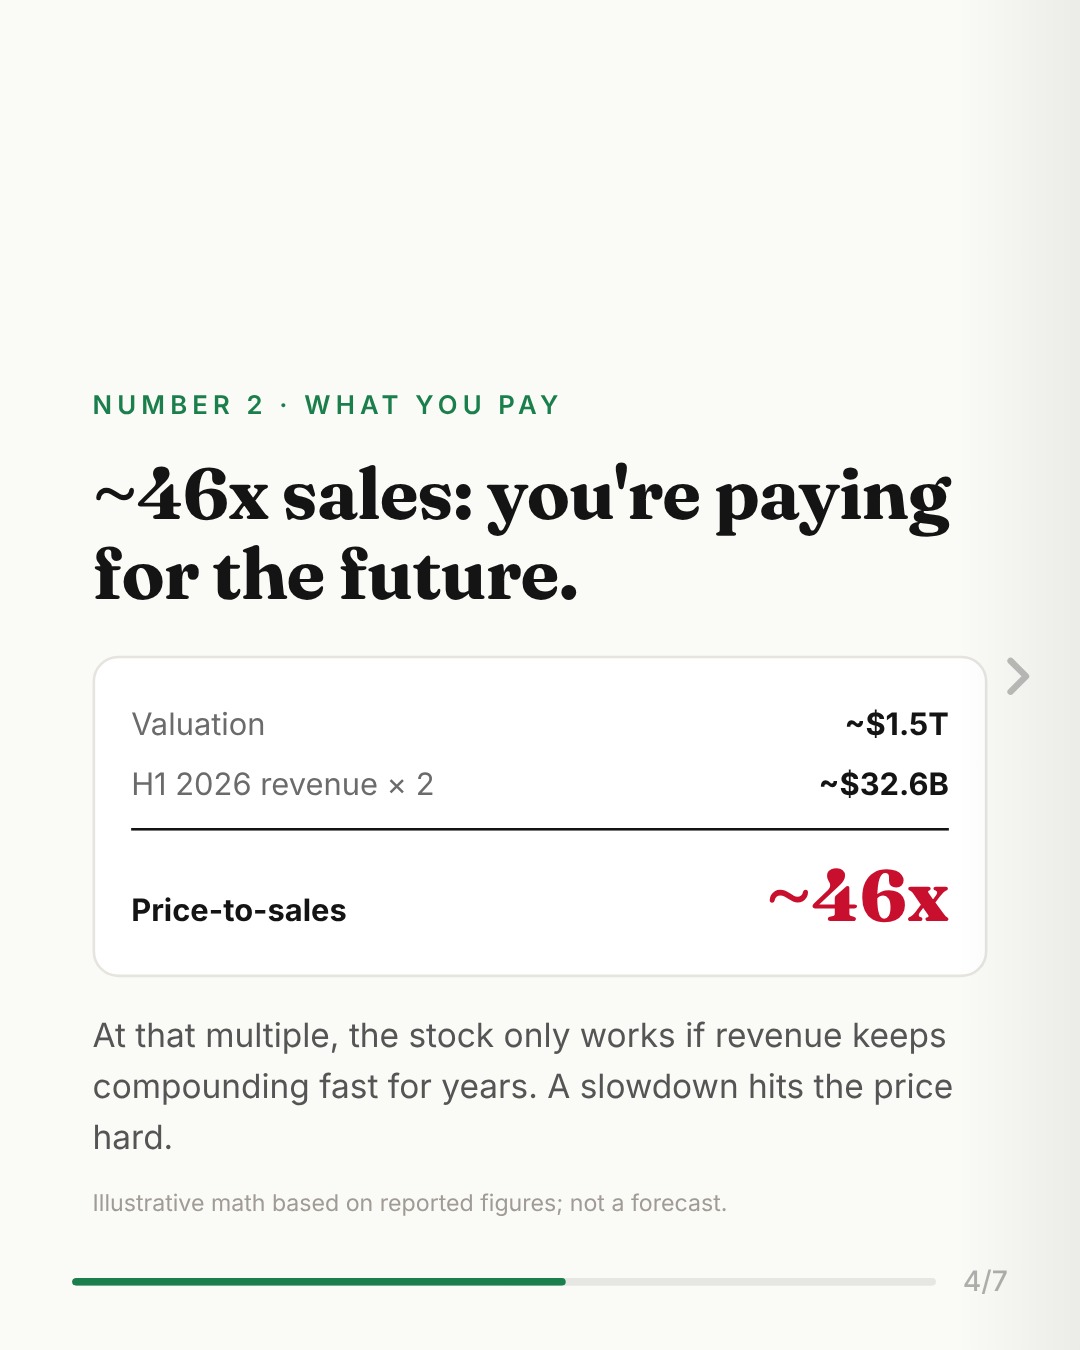 NUMBER 2 · WHAT YOU PAY
~46x sales: you're paying
for the future.
Valuation ~$1.5T
H1 2026 revenue × 2 ~$32.6B
Price-to-sales ~46x
At that multiple, the stock only works if revenue keeps
compounding fast for years. A slowdown hits the price
hard.
Illustrative math based on reported figures; not a forecast.
4/7